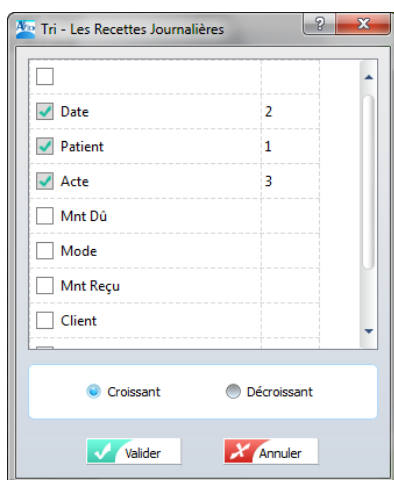 Tri - Les Recettes Journalières
Date 2
Patient 1
Acte 3
Mnt Dû
Mode
Mnt Reçu
Client
Croissant Décroissant
Valider Annuler